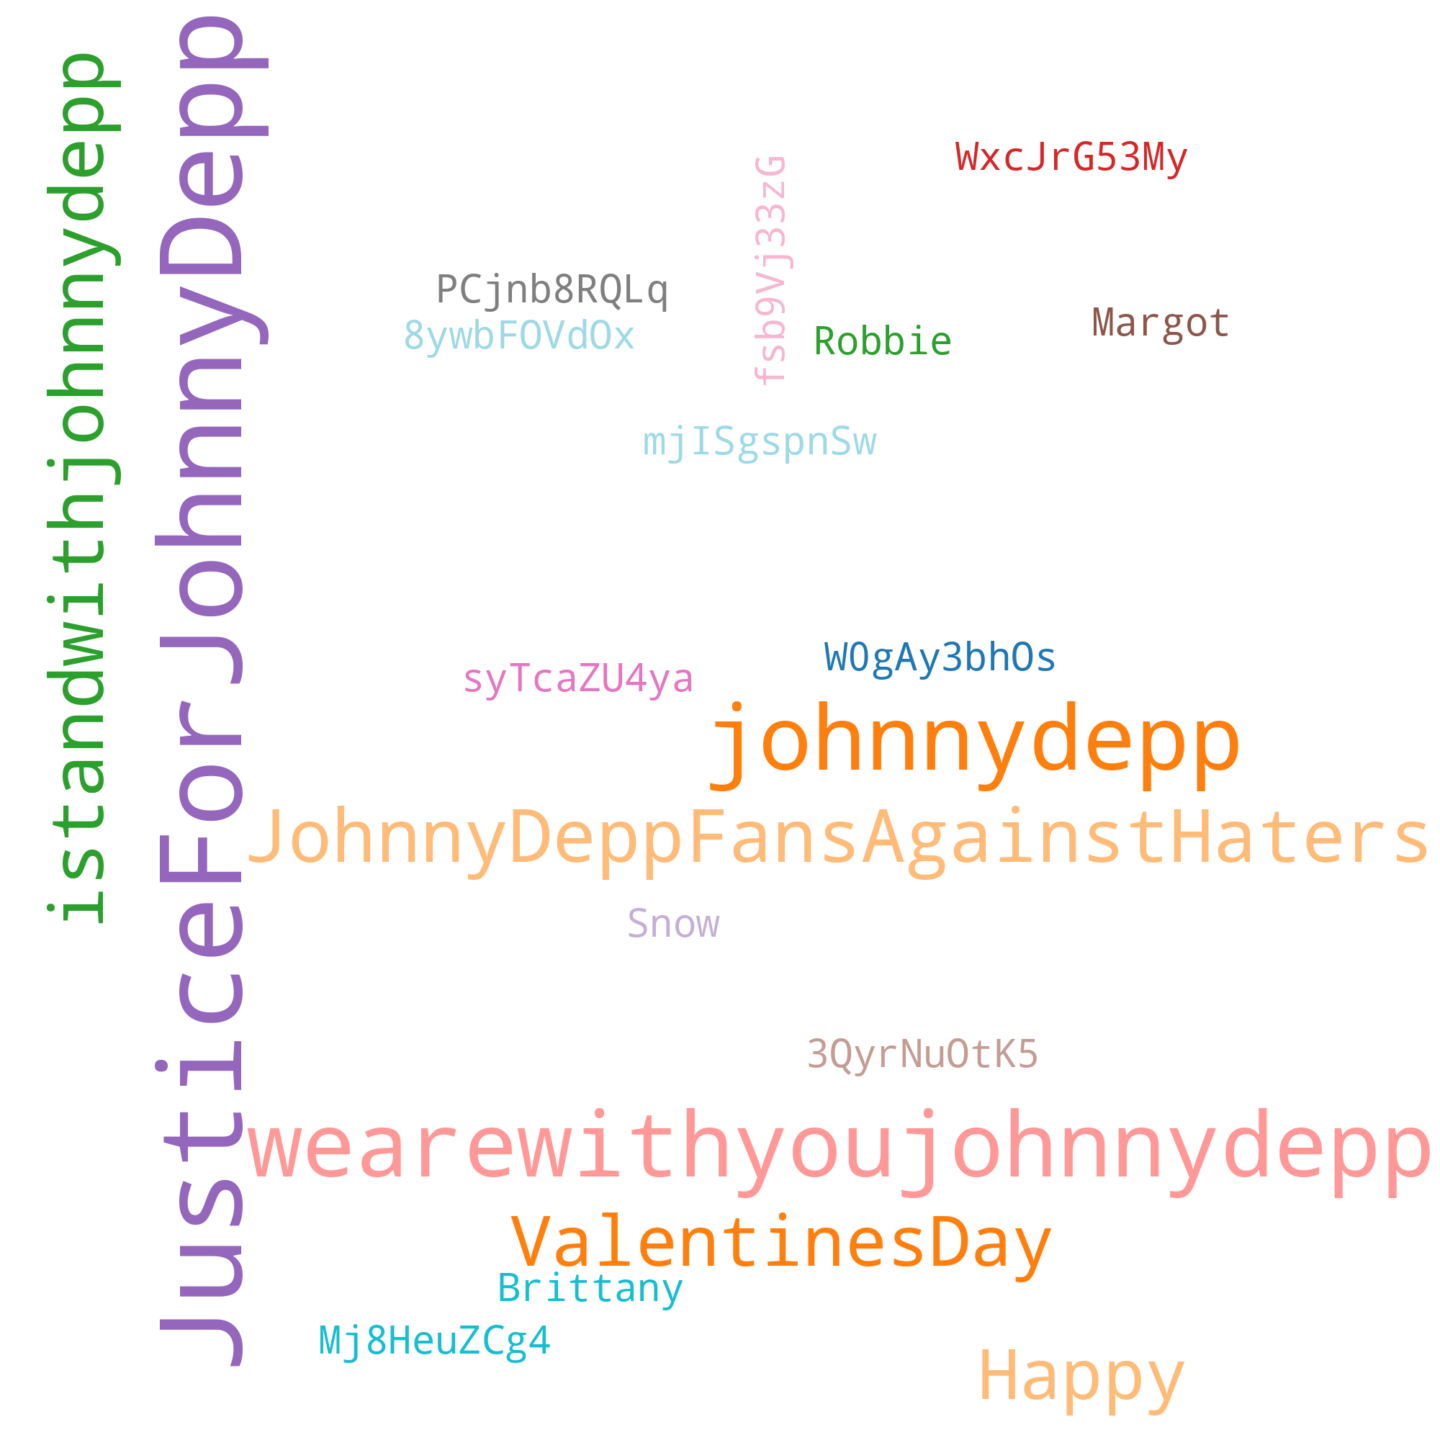 istandwithjohnnydepp
JusticeForJohnnyDepp
WxcJrG53My
fsb9Vj33zG
PCjnb8RQLq
8ywbFOVdOx
Robbie
Margot
mjISgspnSw
syTcaZU4ya
W0gAy3bhOs
johnnydepp
JohnnyDeppFansAgainstHaters
Snow
3QyrNuOtK5
wearewithyoujohnnydepp
ValentinesDay
Brittany
Mj8HeuZCg4
Happy